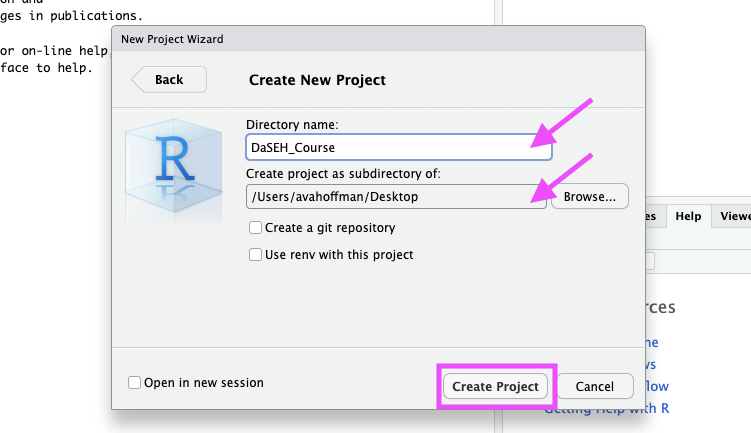 ges in publications.
or on-line help,
face to help.
New Project Wizard
Back
Create New Project
R
Directory name:
DaSEH_Course
Create project as subdirectory of:
/Users/avahoffman/Desktop
Browse...
Create a git repository
Use renv with this project
Open in new session
Create Project
Cancel
es
Help
Viewe
rces
ne
ws
flow
Getting Help with R